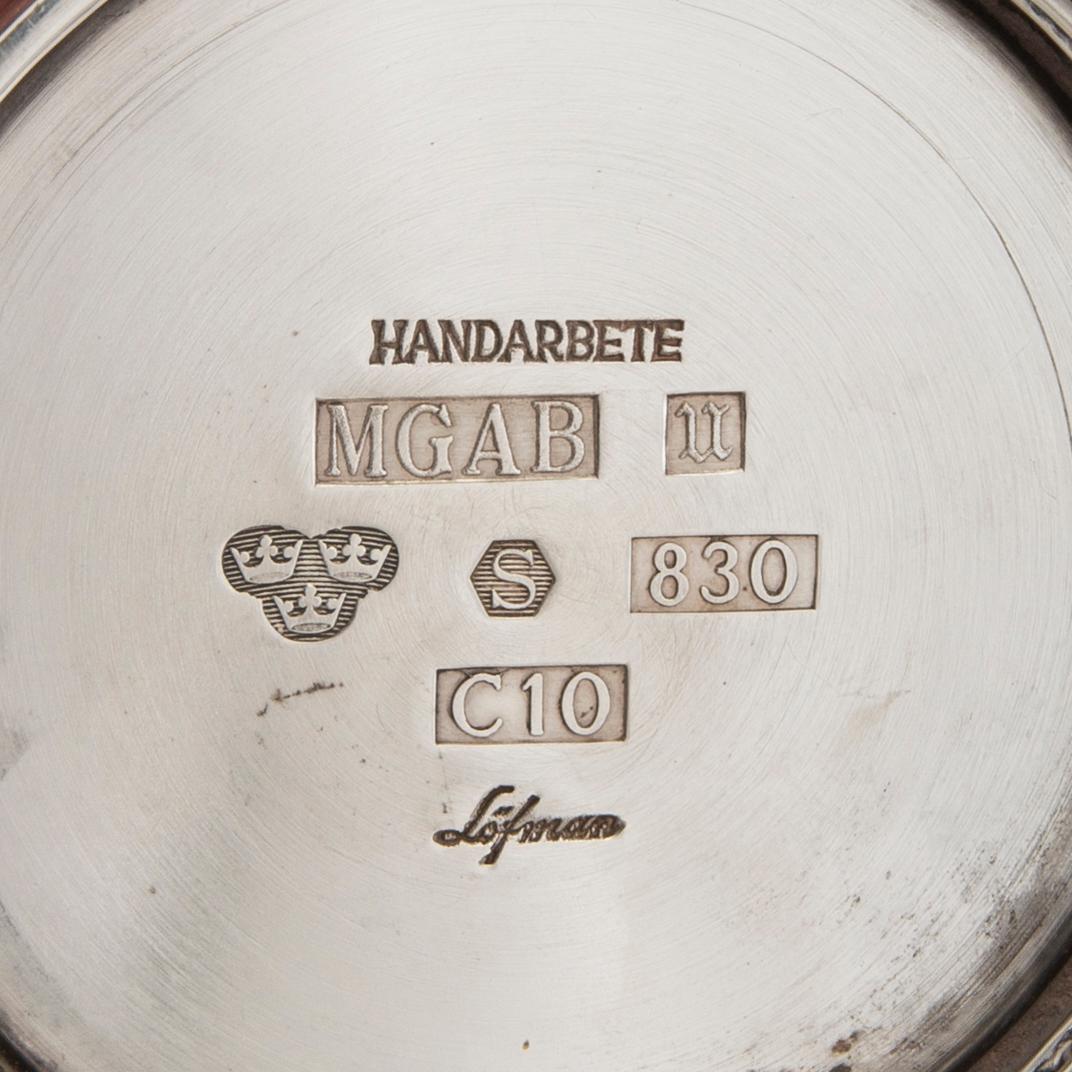 HANDARBETE
MGAB u
S 830
C10
Löfman